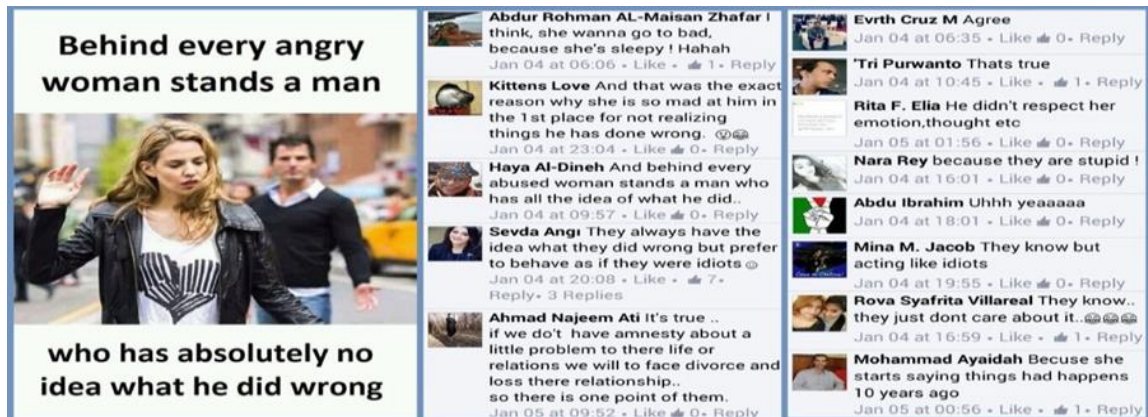 Behind every angry
woman stands a man
who has absolutely no
idea what he did wrong
Abdur Rohman AL-Maisan Zhafar I
think, she wanna go to bad,
because she's sleepy ! Hahah
Jan 04 at 06:06 • Like • 👍 1 • Reply
Kittens Love And that was the exact
reason why she is so mad at him in
the 1st place for not realizing
things he has done wrong.
Jan 04 at 23:04 • Like 👍 0 • Reply
Haya Al-Dineh And behind every
abused woman stands a man who
has all the idea of what he did..
Jan 04 at 09:57 • Like 👍 0 • Reply
Sevda Angı They always have the
idea what they did wrong but prefer
to behave as if they were idiots ☺
Jan 04 at 20:08 • Like • 👍 7 •
Reply • 3 Replies
Ahmad Najeem Ati It's true ..
if we do't have amnesty about a
little problem to there life or
relations we will to face divorce and
loss there relationship..
so there is one point of them.
Jan 05 at 09:52 • Like 👍 0 • Reply
Evrth Cruz M Agree
Jan 04 at 06:35 • Like 👍 0 • Reply
'Tri Purwanto Thats true
Jan 04 at 10:45 • Like • 👍 1 • Reply
Rita F. Elia He didn't respect her
emotion,thought etc
Jan 05 at 01:56 • Like 👍 0 • Reply
Nara Rey because they are stupid !
Jan 04 at 16:01 • Like 👍 0 • Reply
Abdu Ibrahim Uhhh yeaaaaa
Jan 04 at 18:01 • Like 👍 0 • Reply
Mina M. Jacob They know but
acting like idiots
Jan 04 at 19:55 • Like 👍 0 • Reply
Rova Syafrita Villareal They know..
they just dont care about it..😂😂😂
Jan 04 at 16:59 • Like • 👍 1 • Reply
Mohammad Ayaidah Becuse she
starts saying things had happens
10 years ago
Jan 05 at 00:56 • Like • 👍 1 • Reply